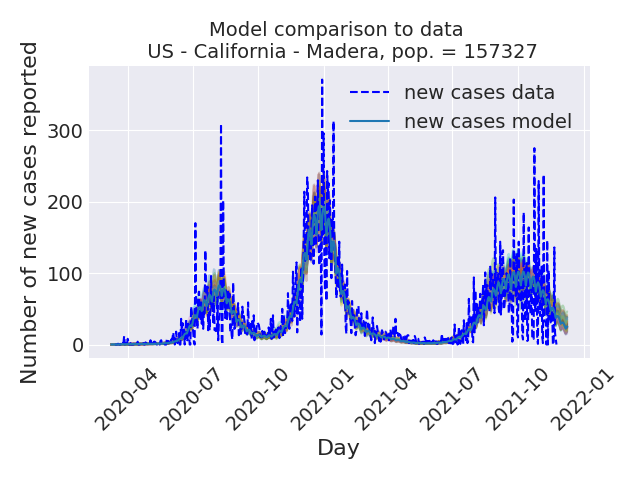 Model comparison to data
US - California - Madera, pop. = 157327
Number of new cases reported
new cases data
new cases model
300
200
100
0
2020-04
2020-07
2020-10
2021-01
2021-04
2021-07
2021-10
2022-01
Day